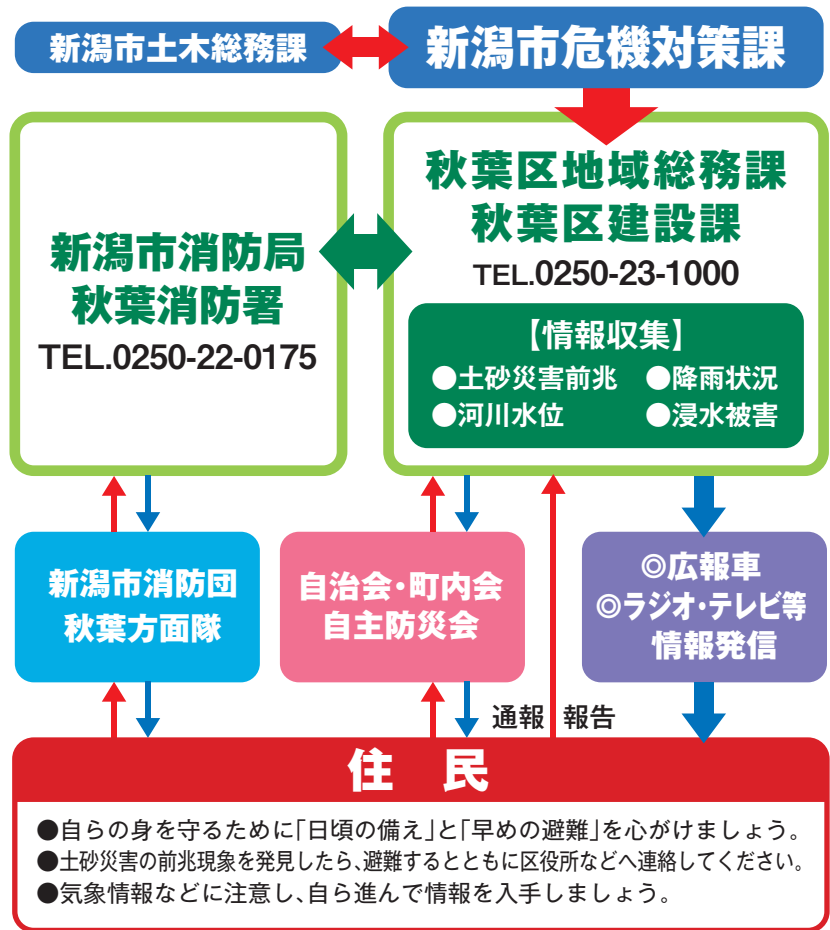 新潟市土木総務課
新潟市危機対策課
新潟市消防局
秋葉消防署
TEL.0250-22-0175
秋葉区地域総務課
秋葉区建設課
TEL.0250-23-1000
【情報収集】
●土砂災害前兆 ●降雨状況
●河川水位 ●浸水被害
新潟市消防団
秋葉方面隊
自治会・町内会
自主防災会
◎広報車
◎ラジオ・テレビ等
情報発信
通報 報告
住 民
●自らの身を守るために「日頃の備え」と「早めの避難」を心がけましょう。
●土砂災害の前兆現象を発見したら、避難するとともに区役所などへ連絡してください。
●気象情報などに注意し、自ら進んで情報を入手しましょう。